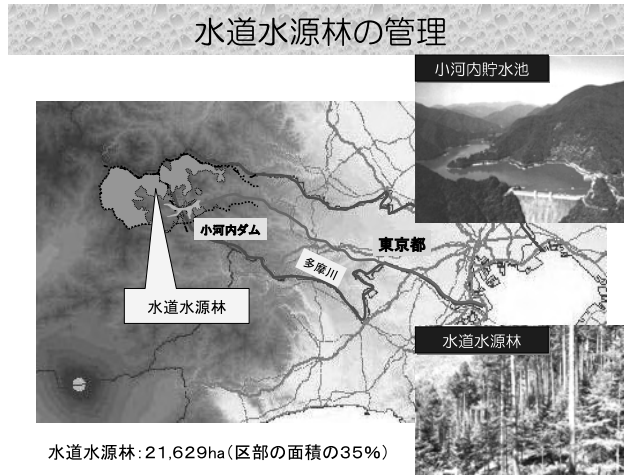 水道水源林の管理
小河内貯水池
小河内ダム
東京都
多摩川
水道水源林
水道水源林
水道水源林：21,629ha（区部の面積の35%）